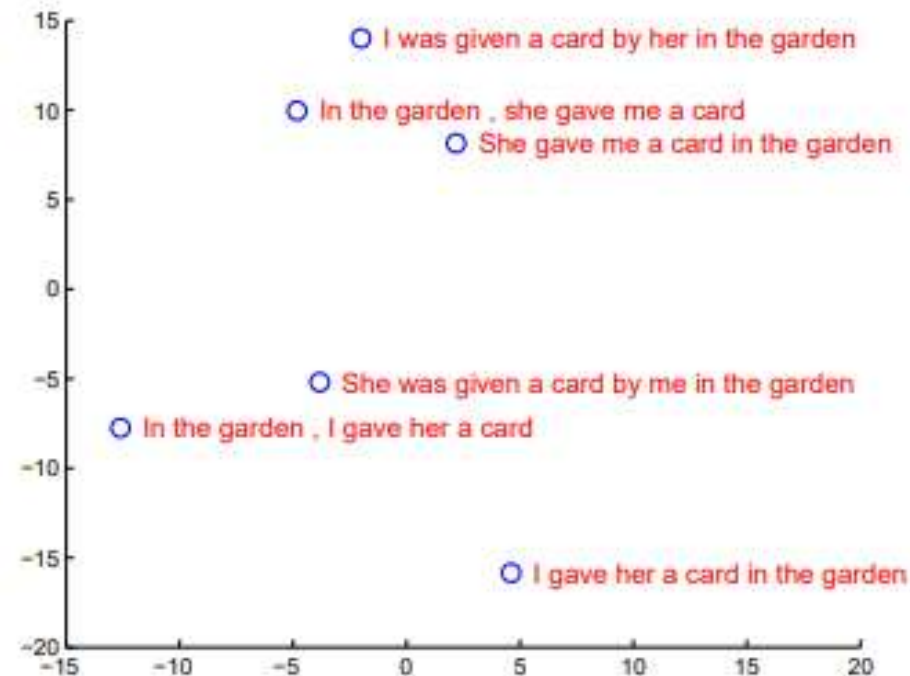 15
I was given a card by her in the garden
10
In the garden , she gave me a card
She gave me a card in the garden
5
0
−5
She was given a card by me in the garden
In the garden , I gave her a card
−10
−15
I gave her a card in the garden
−20
−15 −10 −5 0 5 10 15 20